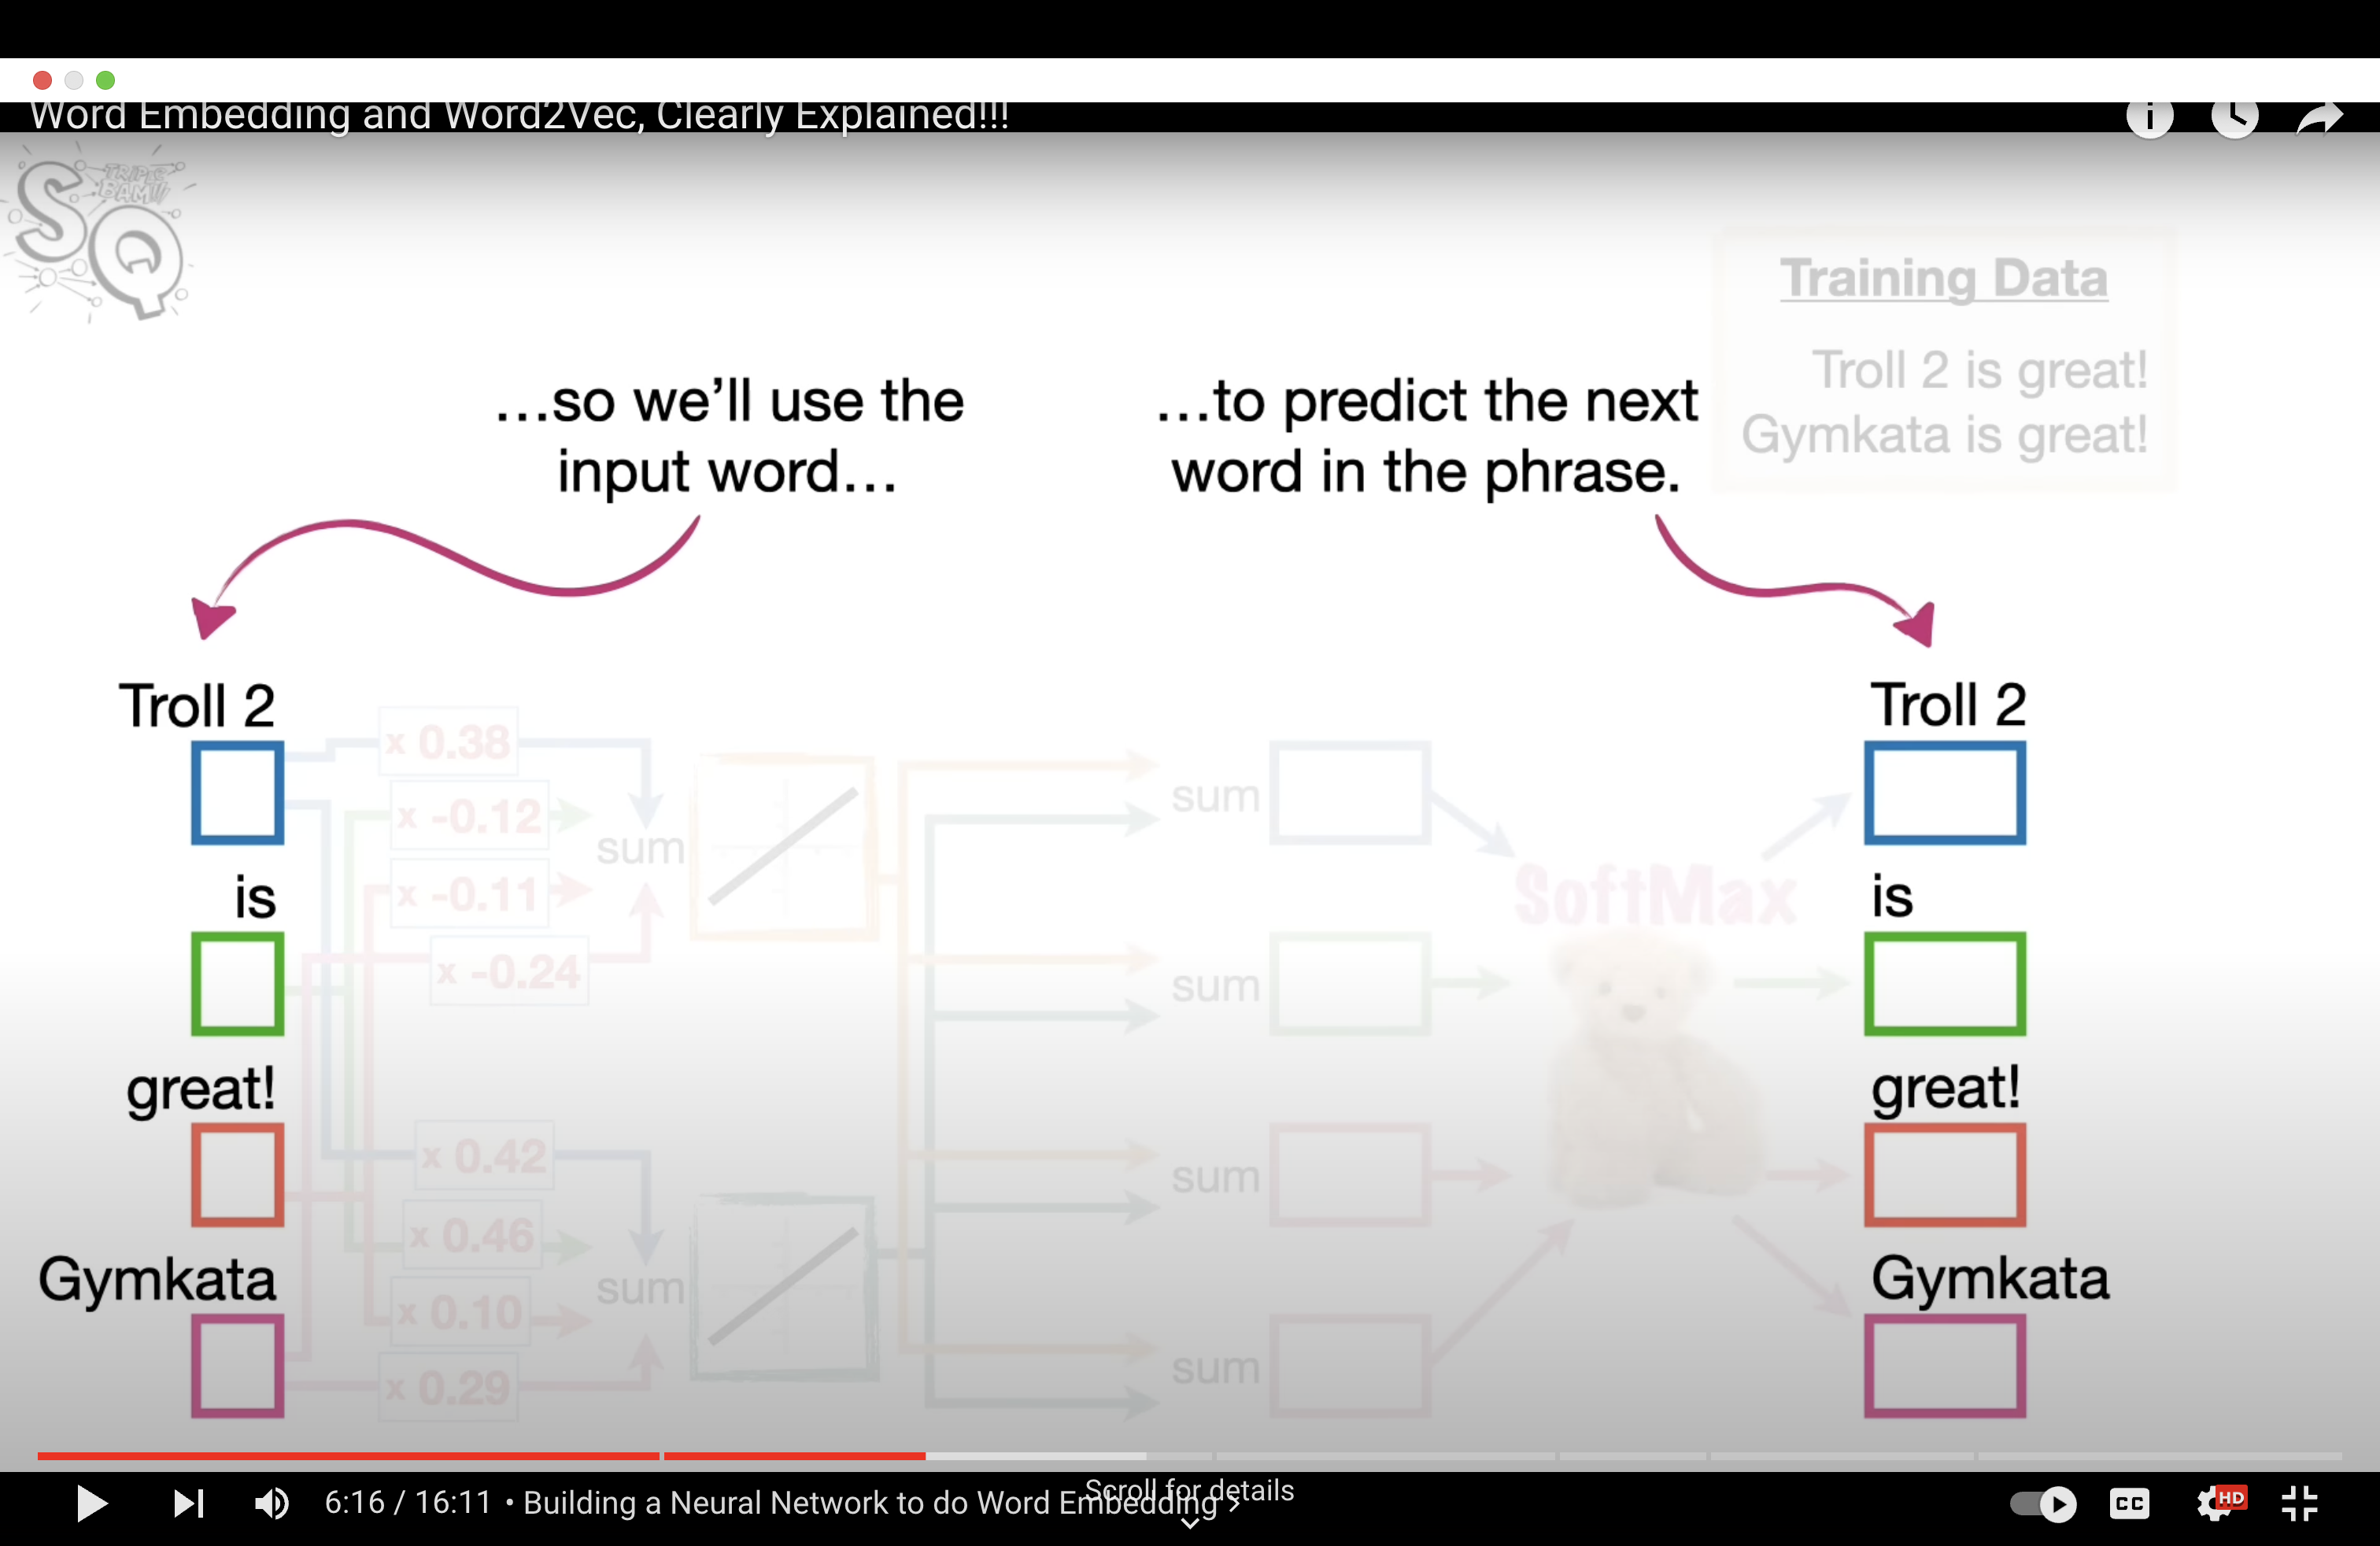 Word Embedding and Word2Vec, Clearly Explained!!!
SQ
TRIPLE
BAM!!!
Training Data
Troll 2 is great!
Gymkata is great!
...so we'll use the
input word...
...to predict the next
word in the phrase.
Troll 2
is
great!
Gymkata
x 0.38
x -0.12
x -0.11
x -0.24
sum
x 0.42
x 0.46
x 0.10
x 0.29
sum
sum
sum
sum
sum
SoftMax
Troll 2
is
great!
Gymkata
6:16 / 16:11 • Building a Neural Network to do Word Embedding
Scroll for details
CC
HD